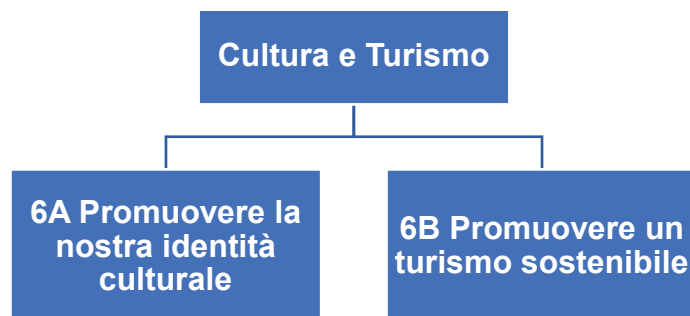 Cultura e Turismo
6A Promuovere la
nostra identità
culturale
6B Promuovere un
turismo sostenibile